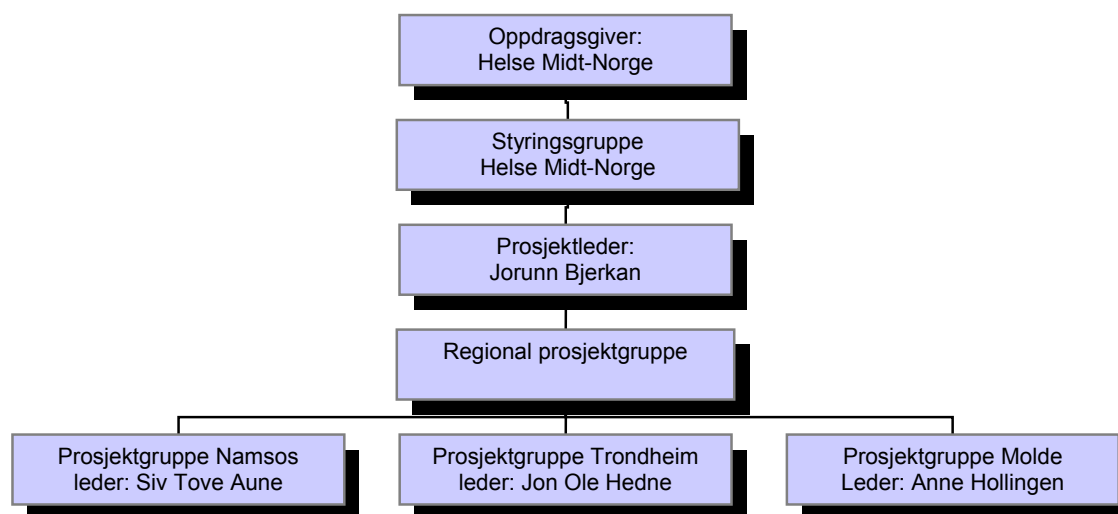 Oppdragsgiver:
Helse Midt-Norge
Styringsgruppe
Helse Midt-Norge
Prosjektleder:
Jorunn Bjerkan
Regional prosjektgruppe
Prosjektgruppe Namsos
leder: Siv Tove Aune
Prosjektgruppe Trondheim
leder: Jon Ole Hedne
Prosjektgruppe Molde
Leder: Anne Hollingen